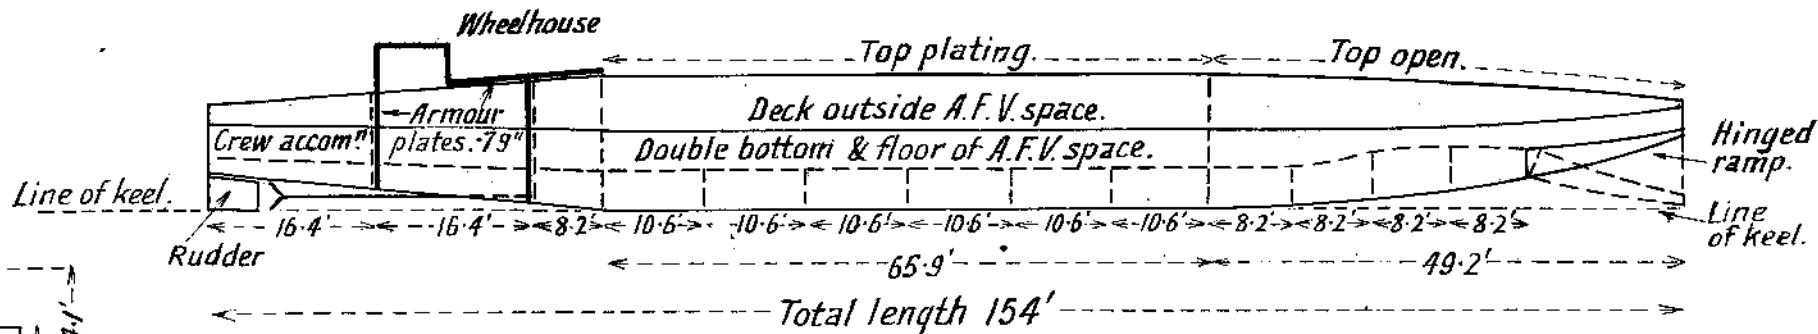 Wheelhouse
Top plating.
Top open.
Armour
plates.·79"
Deck outside A.F.V. space.
Crew accomn.
Double bottom & floor of A.F.V. space.
Hinged
ramp.
Line of keel.
Line
of keel.
Rudder
16·4' 16·4' 8·2' 10·6' 10·6' 10·6' 10·6' 10·6' 10·6' 8·2' 8·2' 8·2' 8·2'
65·9' 49·2'
Total length 154'